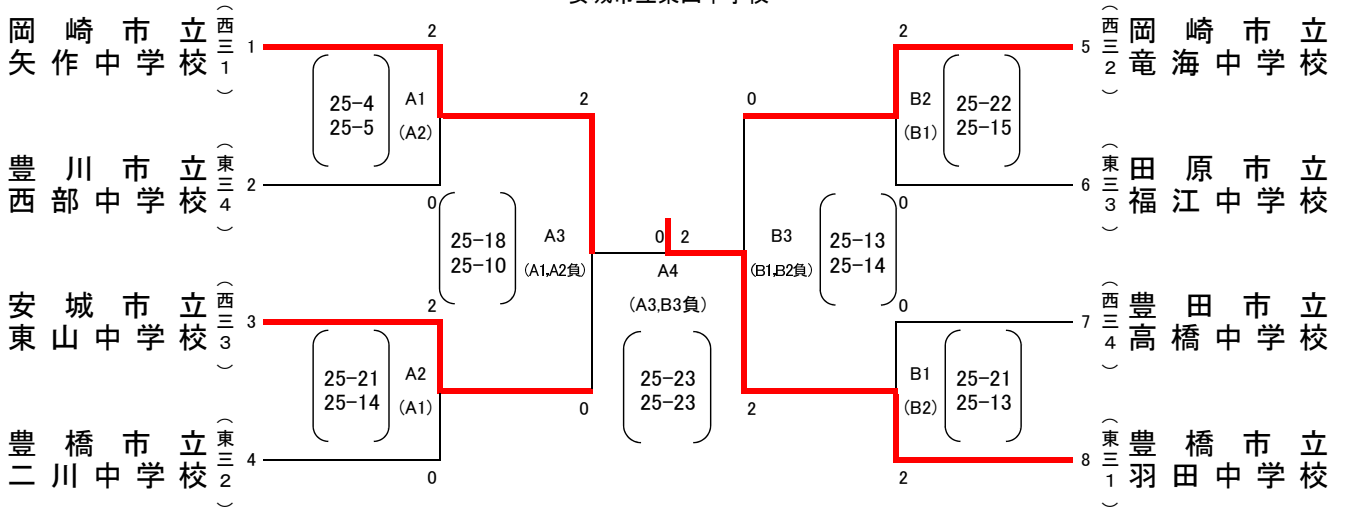 岡崎市立
矢作中学校
（西三1）
1
2
25-4
25-5
A1
(A2)
豊川市立
西部中学校
（東三4）
2
0
25-18
25-10
A3
(A1,A2負)
2
0
安城市立
東山中学校
（西三3）
3
2
25-21
25-14
A2
(A1)
豊橋市立
二川中学校
（東三2）
4
0
0
2
A4
(A3,B3負)
25-23
25-23
岡崎市立
竜海中学校
（西三2）
5
2
B2
(B1)
25-22
25-15
田原市立
福江中学校
（東三3）
6
0
0
B3
(B1,B2負)
25-13
25-14
2
豊田市立
高橋中学校
（西三4）
7
0
B1
(B2)
25-21
25-13
豊橋市立
羽田中学校
（東三1）
8
2